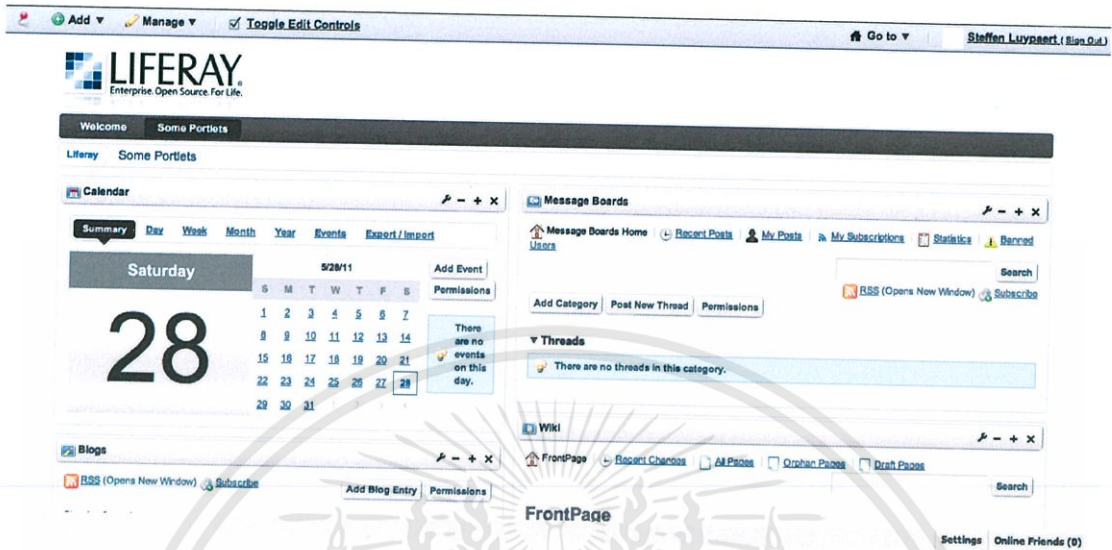 Add ▼ Manage ▼ Toggle Edit Controls
Go to ▼ Steffen Luypaert (Sign Out)
LIFERAY.
Enterprise. Open Source. For Life.
Welcome Some Portlets
Liferay Some Portlets
Calendar
Summary Day Week Month Year Events Export / Import
Saturday
28
5/28/11
S M T W T F S
1 2 3 4 5 6 7
8 9 10 11 12 13 14
15 16 17 18 19 20 21
22 23 24 25 26 27 28
29 30 31
Add Event
Permissions
There
are no
events
on this
day.
Blogs
RSS (Opens New Window) Subscribe
Add Blog Entry Permissions
Message Boards
Message Boards Home Recent Posts My Posts My Subscriptions Statistics Banned
Users
Search
RSS (Opens New Window) Subscribe
Add Category Post New Thread Permissions
▼ Threads
There are no threads in this category.
Wiki
FrontPage Recent Changes All Pages Orphan Pages Draft Pages
Search
FrontPage
Settings Online Friends (0)